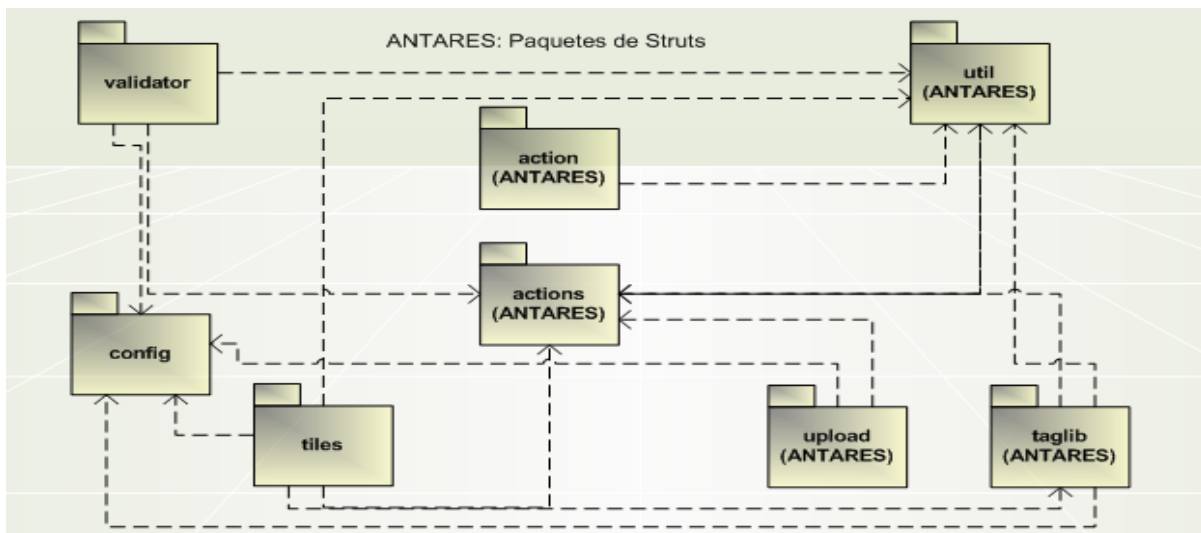 ANTARES: Paquetes de Struts
validator
util
(ANTARES)
action
(ANTARES)
actions
(ANTARES)
config
tiles
upload
(ANTARES)
taglib
(ANTARES)